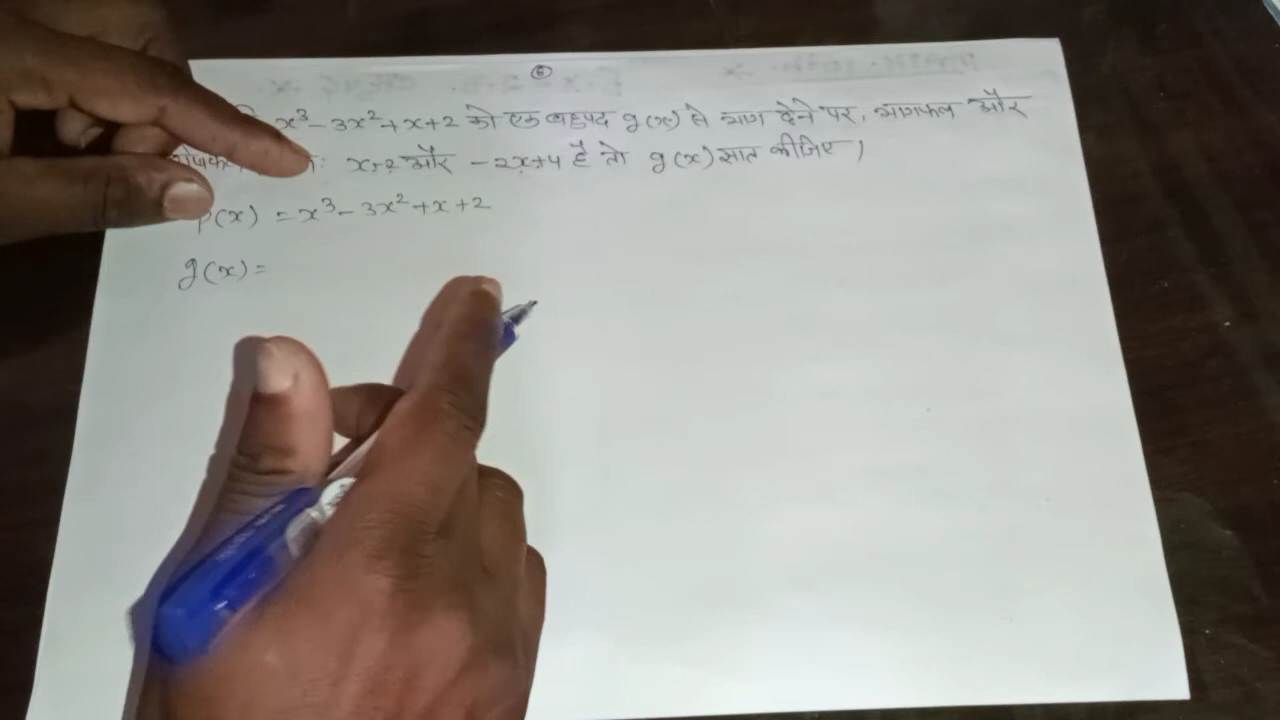 6
x³ - 3x² + x + 2 को एक बहुपद g(x) से भाग देने पर, भागफल और
x-2 और -2x+4 है तो g(x) ज्ञात कीजिए।
P(x) = x³ - 3x² + x + 2
g(x) =